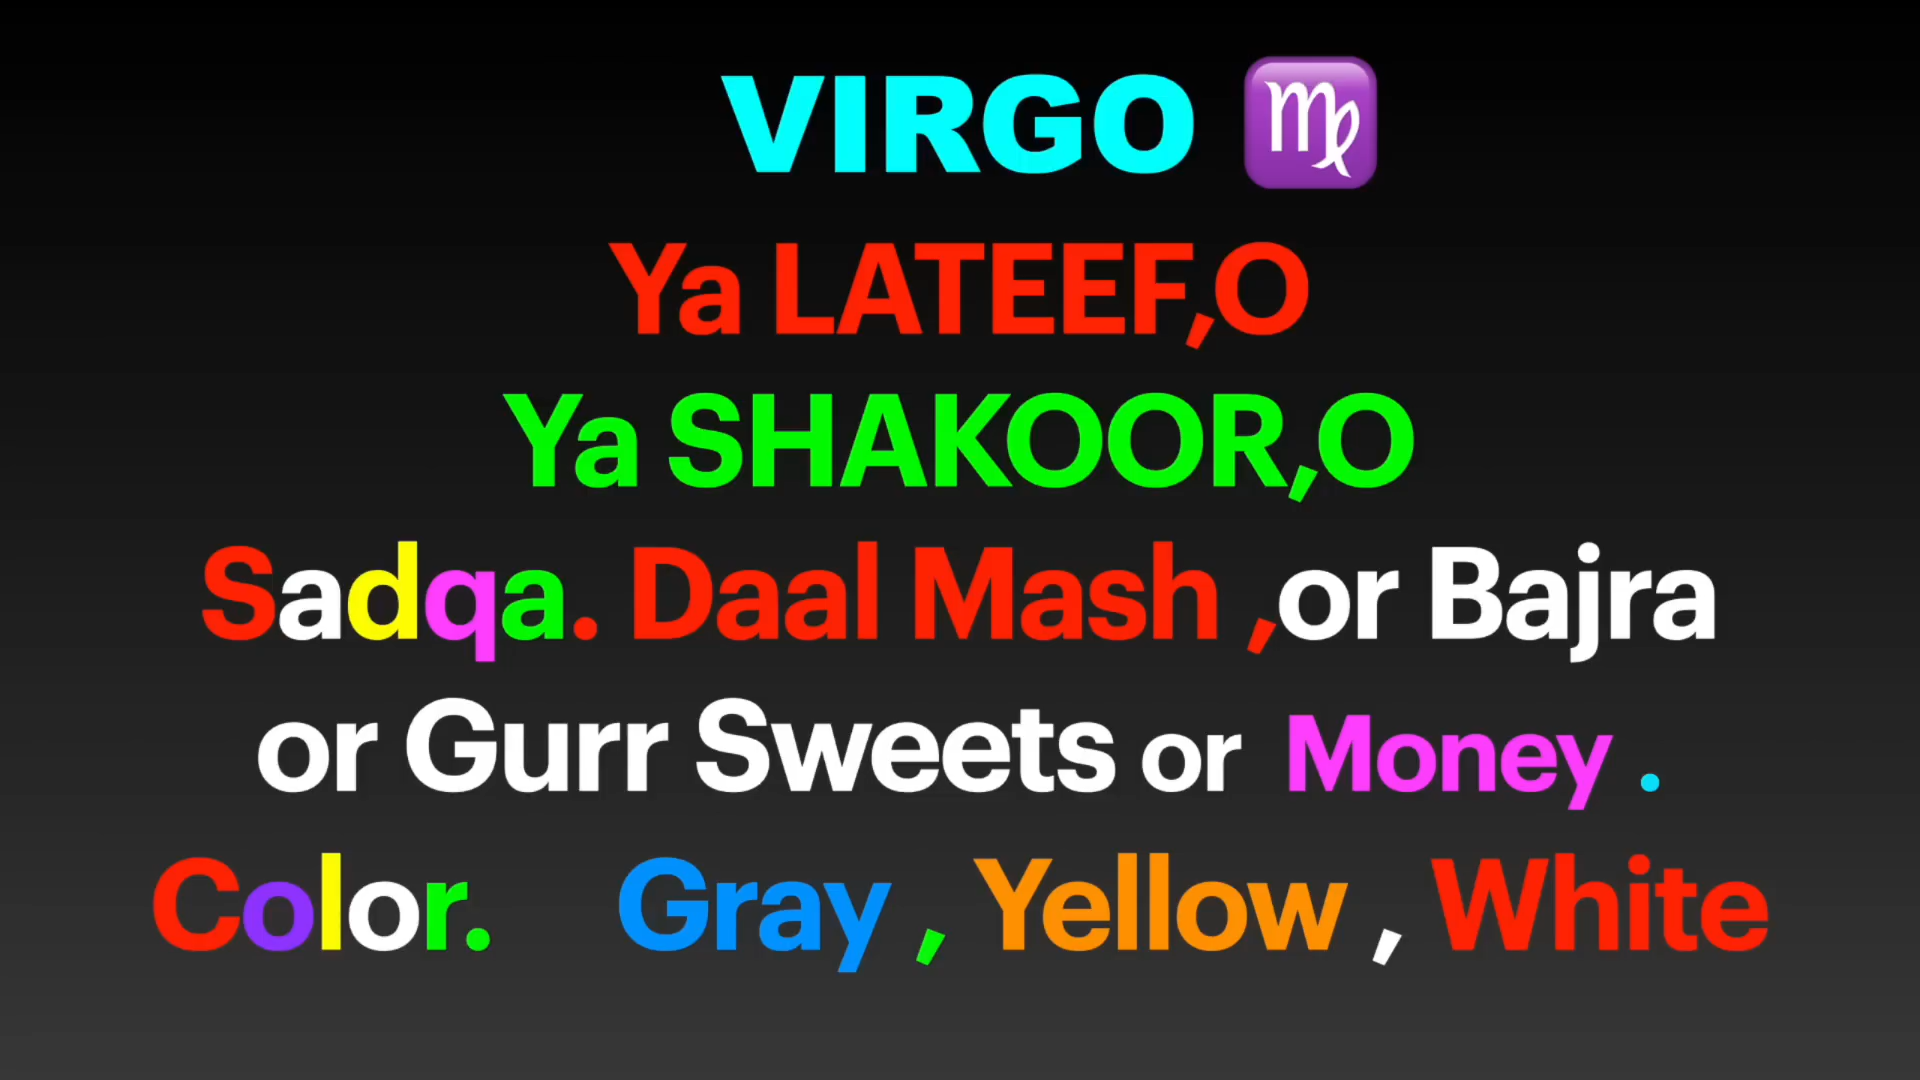 VIRGO ♍
Ya LATEEF,O
Ya SHAKOOR,O
Sadqa. Daal Mash ,or Bajra
or Gurr Sweets or Money .
Color. Gray , Yellow , White